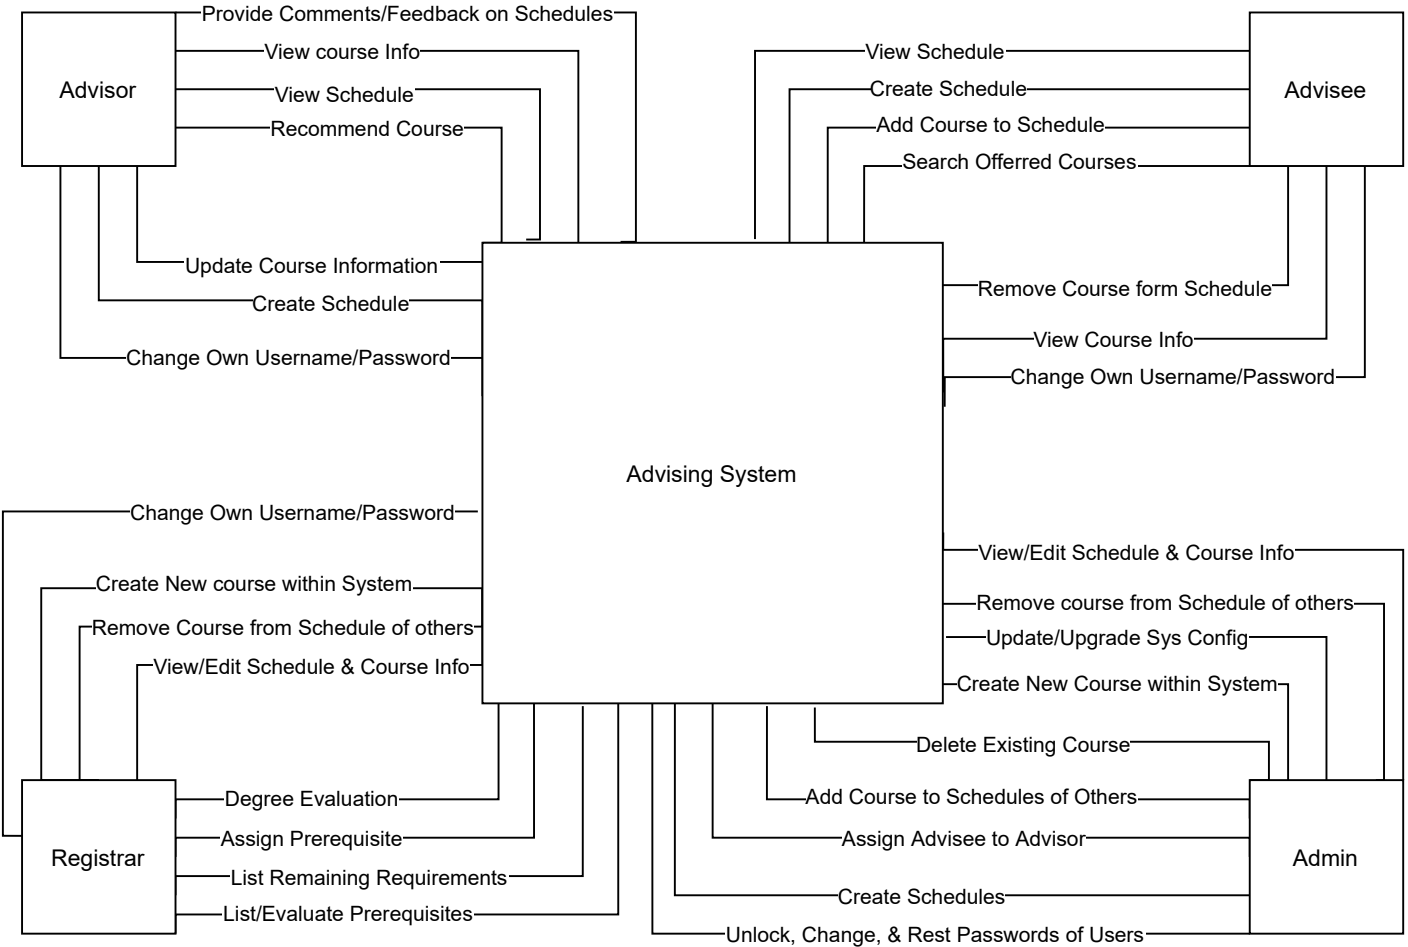 Provide Comments/Feedback on Schedules
View course Info
Advisor
View Schedule
Recommend Course
Update Course Information
Create Schedule
Change Own Username/Password
View Schedule
Create Schedule
Advisee
Add Course to Schedule
Search Offerred Courses
Remove Course form Schedule
View Course Info
Change Own Username/Password
Advising System
Change Own Username/Password
Create New course within System
Remove Course from Schedule of others
View/Edit Schedule & Course Info
Degree Evaluation
Assign Prerequisite
Registrar
List Remaining Requirements
List/Evaluate Prerequisites
View/Edit Schedule & Course Info
Remove course from Schedule of others
Update/Upgrade Sys Config
Create New Course within System
Delete Existing Course
Add Course to Schedules of Others
Assign Advisee to Advisor
Admin
Create Schedules
Unlock, Change, & Rest Passwords of Users